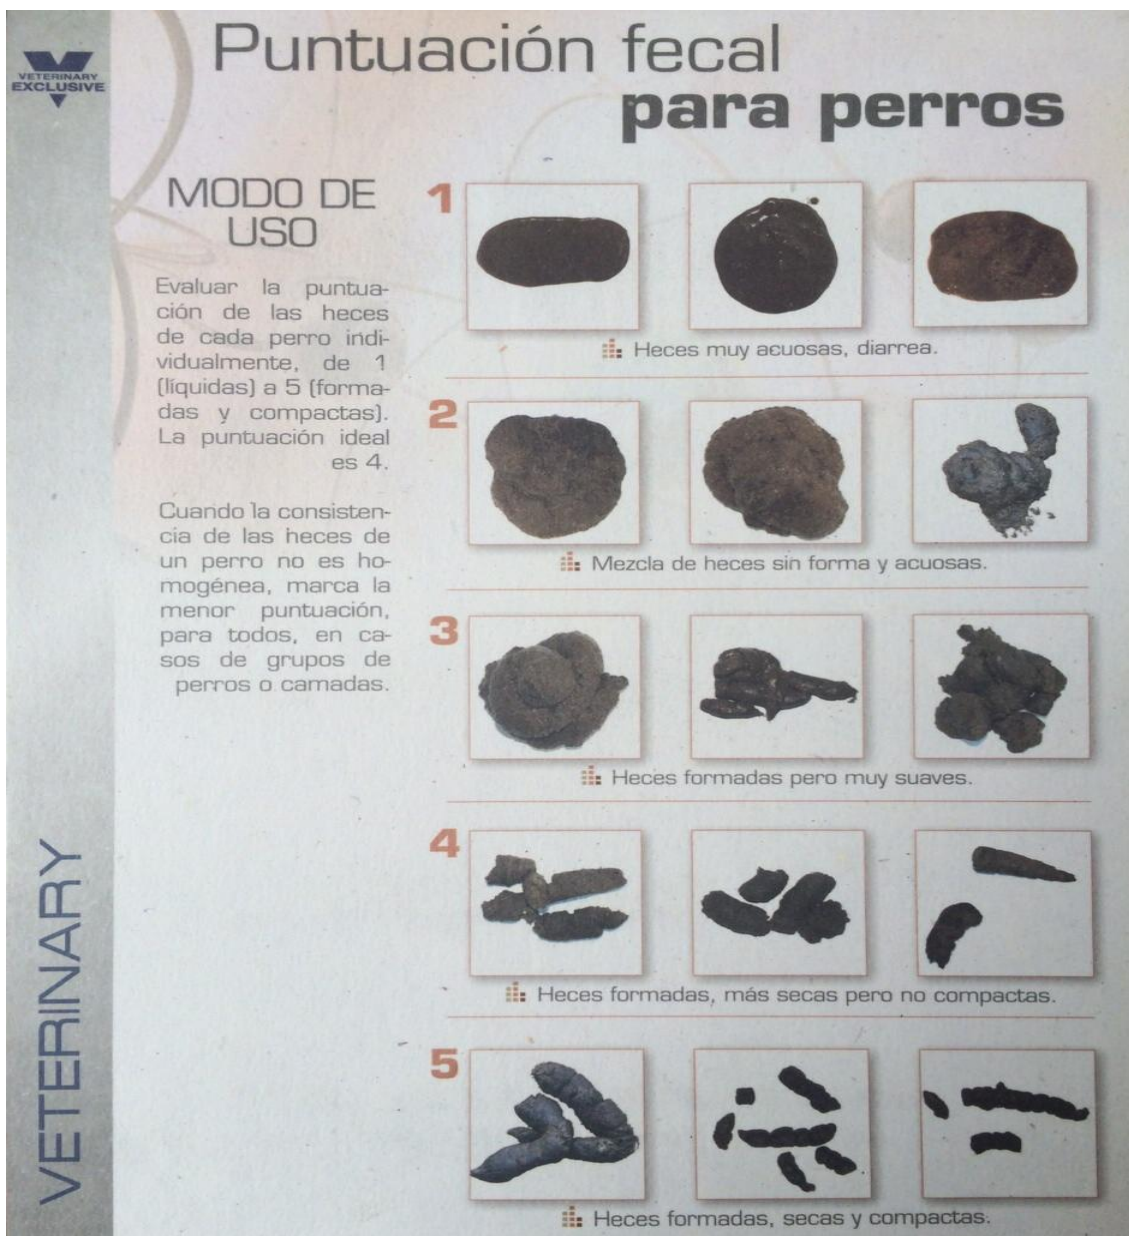 VETERINARY
EXCLUSIVE
Puntuación fecal
para perros
MODO DE
USO
Evaluar la puntua-
ción de las heces
de cada perro indi-
vidualmente, de 1
(líquidas) a 5 (forma-
das y compactas).
La puntuación ideal
es 4.
Cuando la consisten-
cia de las heces de
un perro no es ho-
mogénea, marca la
menor puntuación,
para todos, en ca-
sos de grupos de
perros o camadas.
1
Heces muy acuosas, diarrea.
2
Mezcla de heces sin forma y acuosas.
3
Heces formadas pero muy suaves.
4
Heces formadas, más secas pero no compactas.
5
Heces formadas, secas y compactas.
VETERINARY